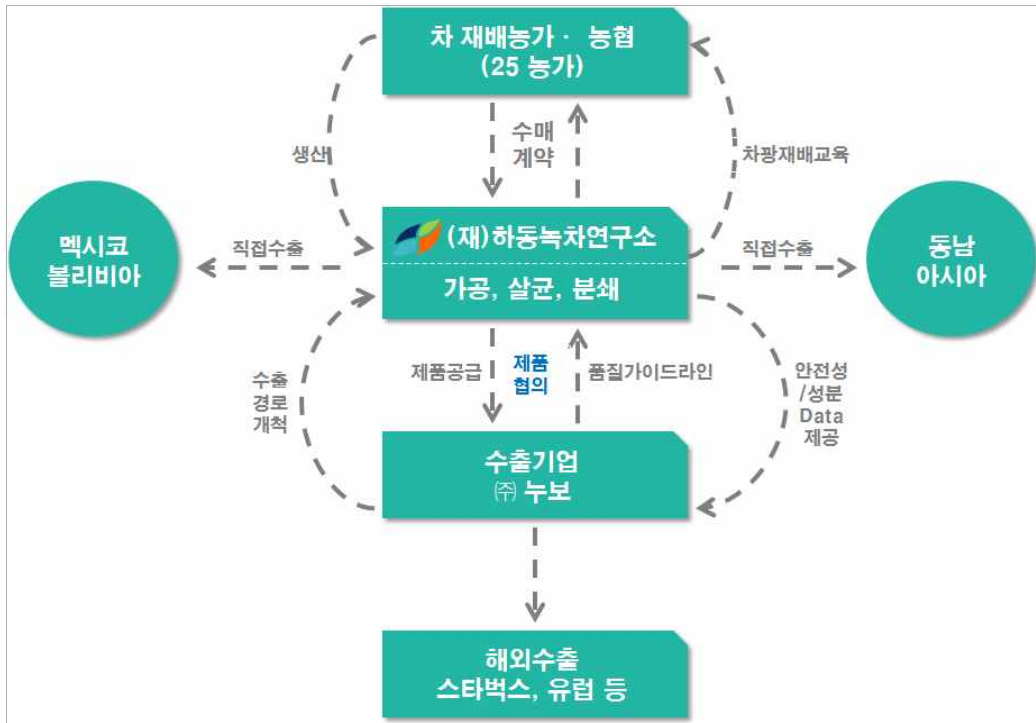 차 재배농가 · 농협
(25 농가)
수매
계약
생산
차광재배교육
멕시코
볼리비아
직접수출
(재)하동녹차연구소
가공, 살균, 분쇄
직접수출
동남
아시아
수출
경로
개척
제품공급
제품
협의
품질가이드라인
안전성
/성분
Data
제공
수출기업
㈜ 누보
해외수출
스타벅스, 유럽 등